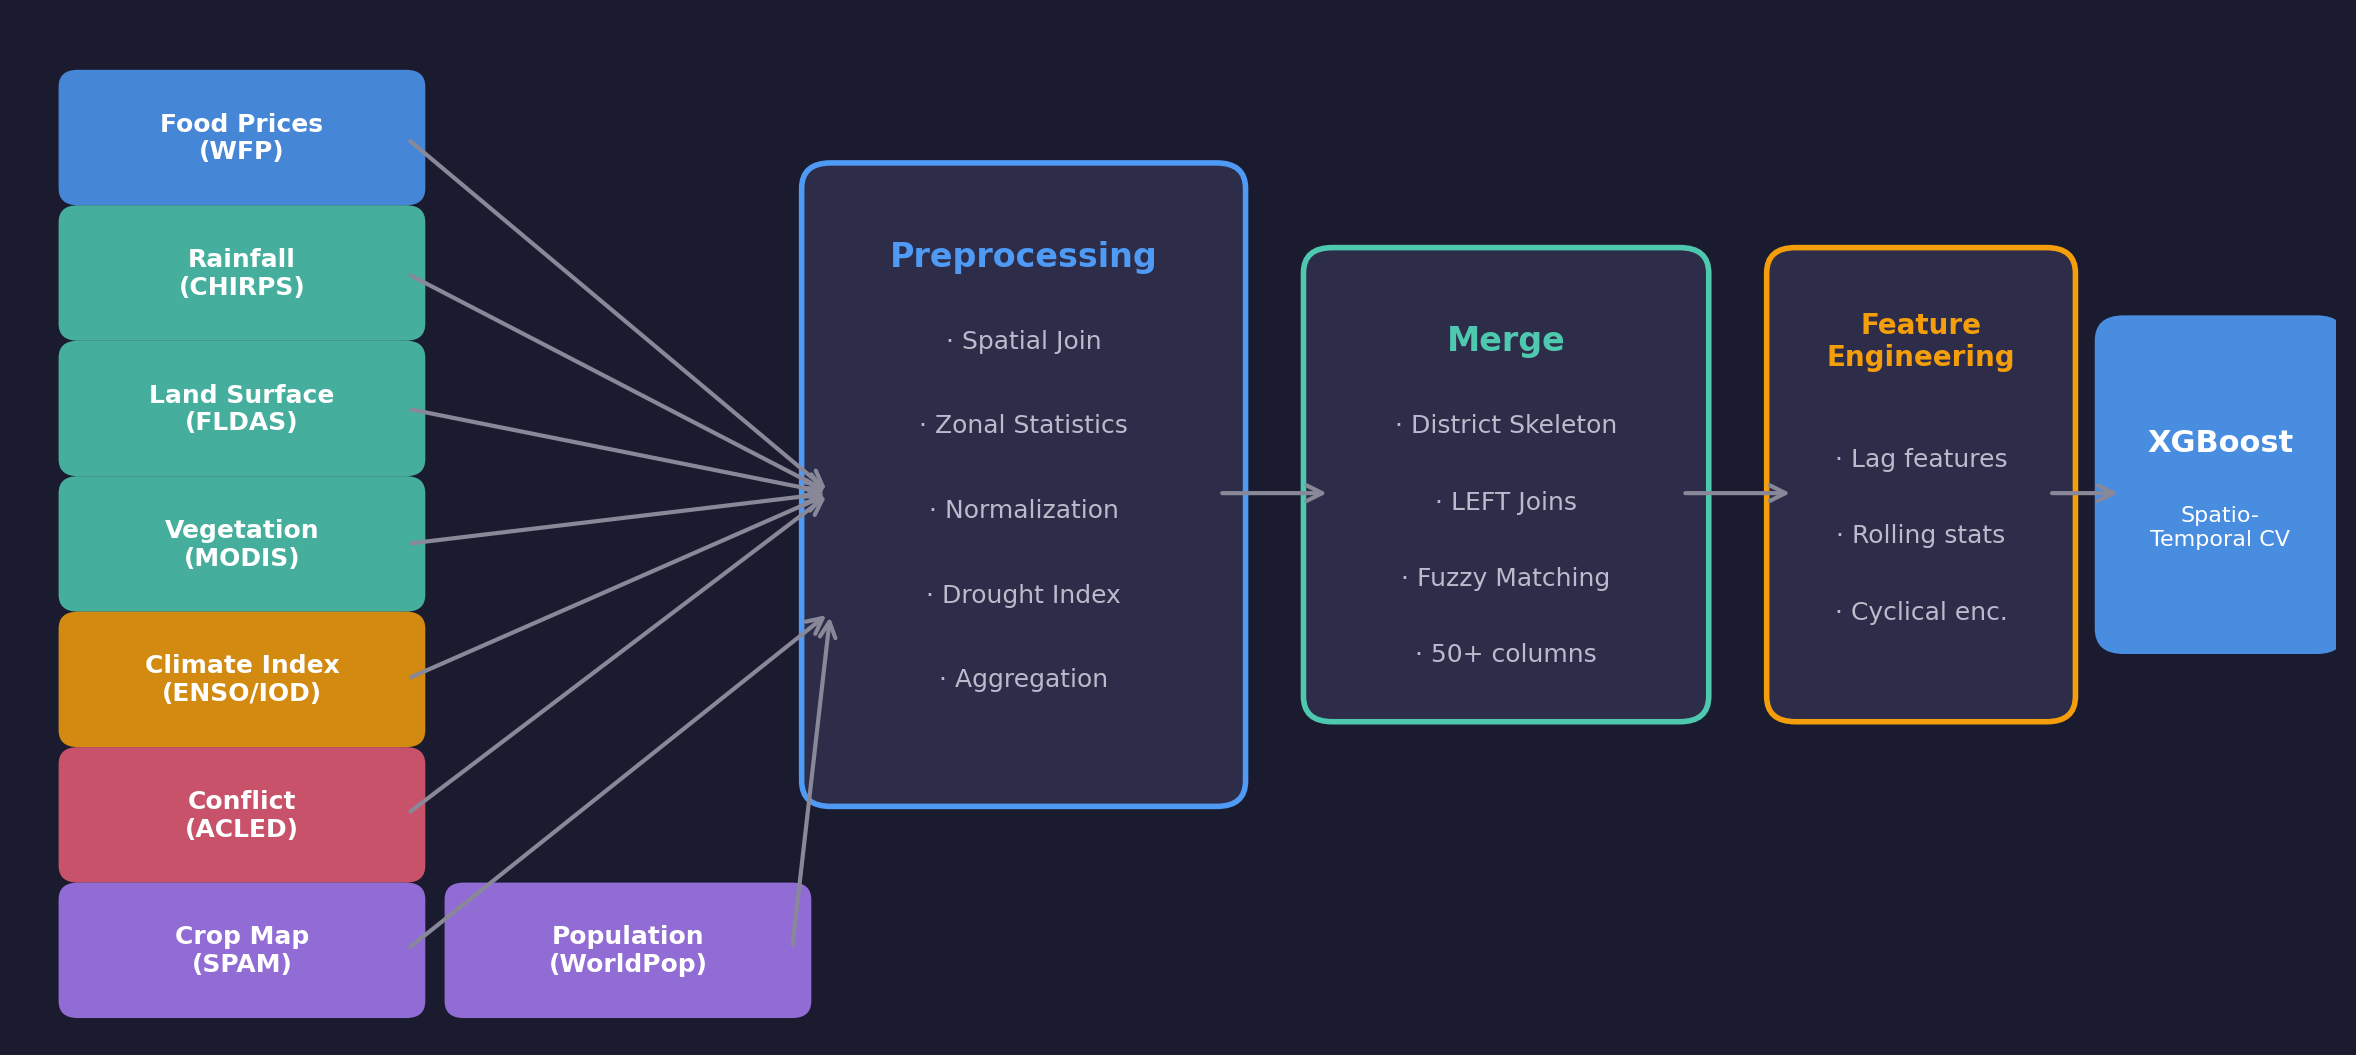 Food Prices
(WFP)
Rainfall
(CHIRPS)
Land Surface
(FLDAS)
Vegetation
(MODIS)
Climate Index
(ENSO/IOD)
Conflict
(ACLED)
Crop Map
(SPAM)
Population
(WorldPop)
Preprocessing
· Spatial Join
· Zonal Statistics
· Normalization
· Drought Index
· Aggregation
Merge
· District Skeleton
· LEFT Joins
· Fuzzy Matching
· 50+ columns
Feature
Engineering
· Lag features
· Rolling stats
· Cyclical enc.
XGBoost
Spatio-
Temporal CV